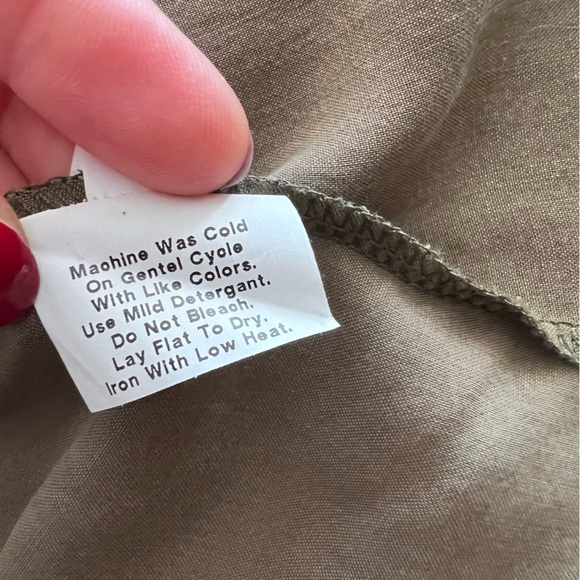 Maohine Was Cold
On Gentel Cycle
With Like Colors.
Use Mild Detergant.
Do Not Bleach.
Lay Flat To Dry.
Iron With Low Heat.